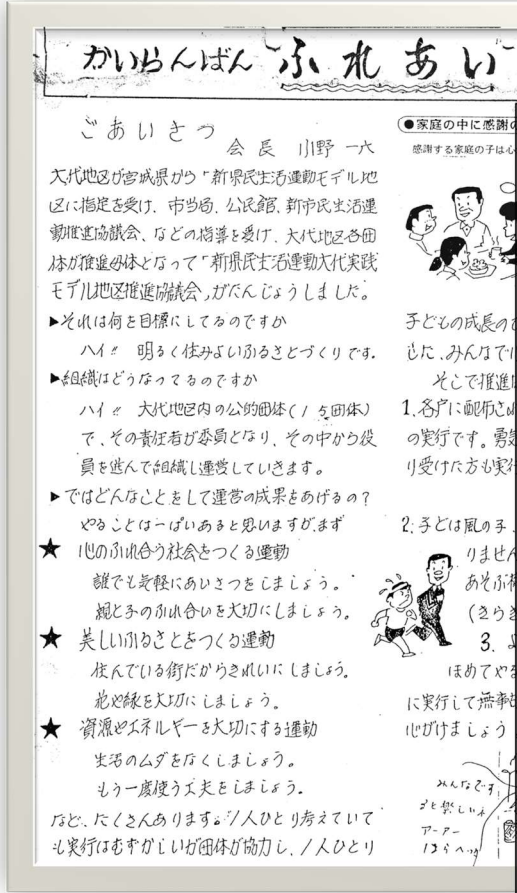 かいらんばん ふれあい
ごあいさつ
会長 小野 一六
大代地区が宮城県から「新県民生活運動モデル地
区に指定を受け、市当局、公民館、新市民生活運
動推進協議会、などの指導を受け、大代地区各団
体が推進母体となって「新県民生活運動大代実践
モデル地区推進協議会」がたんじょうしました。
▶それは何を目標にしてるのですか
ハイ!! 明るく住みよいふるさとづくりです。
▶組織はどうなってるのですか
ハイ!! 大代地区内の公的団体(15団体)
で、その責任者が委員となり、その中から役
員を選んで組織し運営していきます。
▶ではどんなことをして運営の成果をあげるの?
やることは一ぱいあると思いますが、まず
★ 心のふれ合う社会をつくる運動
誰でも気軽にあいさつをしましょう。
親と子のふれ合いを大切にしましょう。
★ 美しいふるさとをつくる運動
住んでいる街だからきれいにしましょう。
花や緑を大切にしましょう。
★ 資源やエネルギーを大切にする運動
生活のムダをなくしましょう。
もう一度使う工夫をしましょう。
など、たくさんあります。1人ひとり考えていて
も実行はむずかしいが団体が協力し、1人ひとり
●家庭の中に感謝の
感謝する家庭の子は心
子どもの成長の
じた、みんなで
そこで推進
1.各戸に配布され
の実行です。勇気
り受けた方も実行
2.子どは風の子、
りません
あそぶ
(きらき
3.
ほめてやる
に実行して無事
心がけましょう
みんなです
ると楽しいネ
アーアー
はらへった